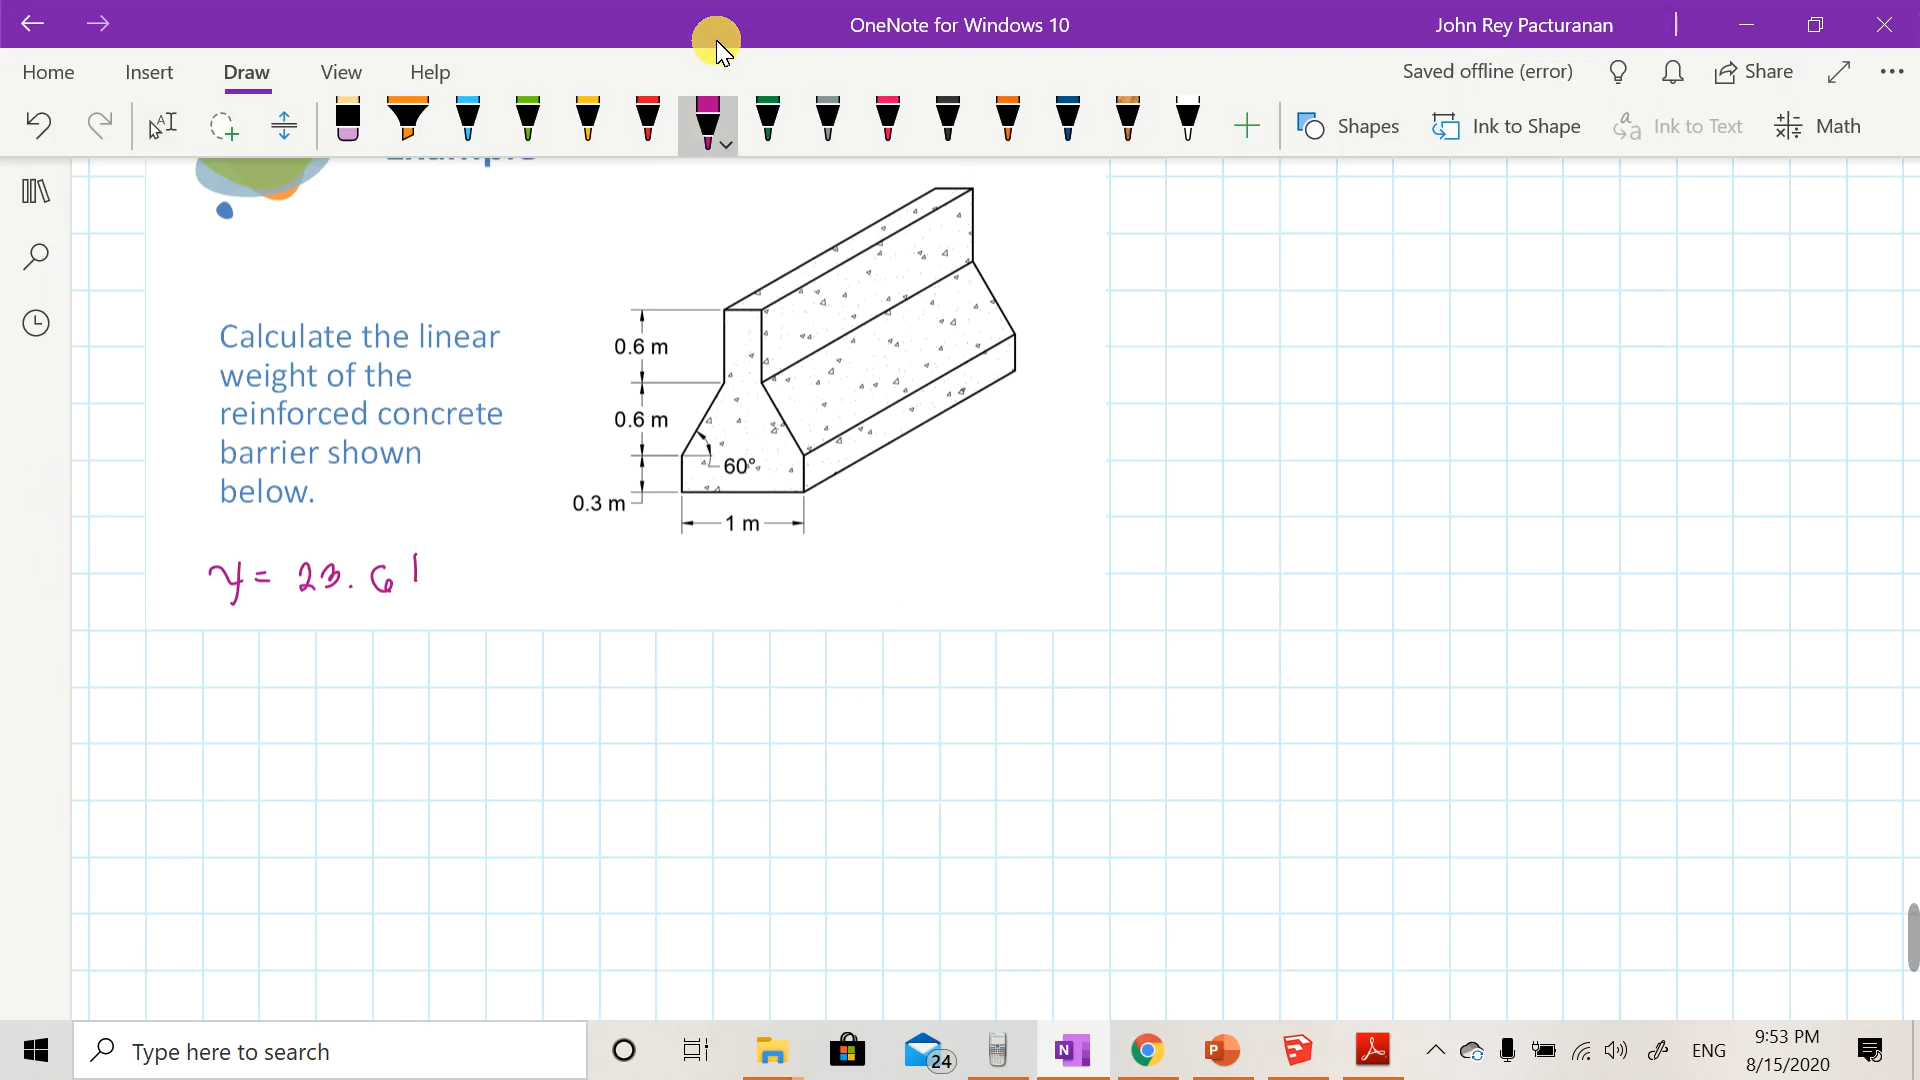 OneNote for Windows 10
John Rey Pacturanan
Home Insert Draw View Help
Saved offline (error)
Share
Shapes
Ink to Shape
Ink to Text
Math
Example
Calculate the linear
weight of the
reinforced concrete
barrier shown
below.
0.6 m
0.6 m
60°
0.3 m
1 m
γ = 23.6
Type here to search
24
ENG
9:53 PM
8/15/2020